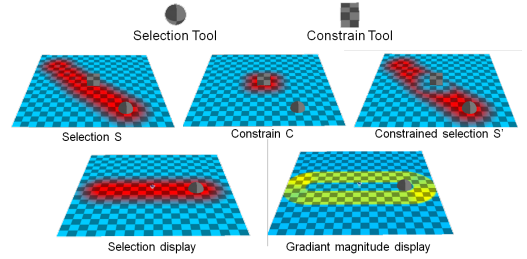 Selection Tool
Constrain Tool
Selection S
Constrain C
Constrained selection S'
Selection display
Gradiant magnitude display